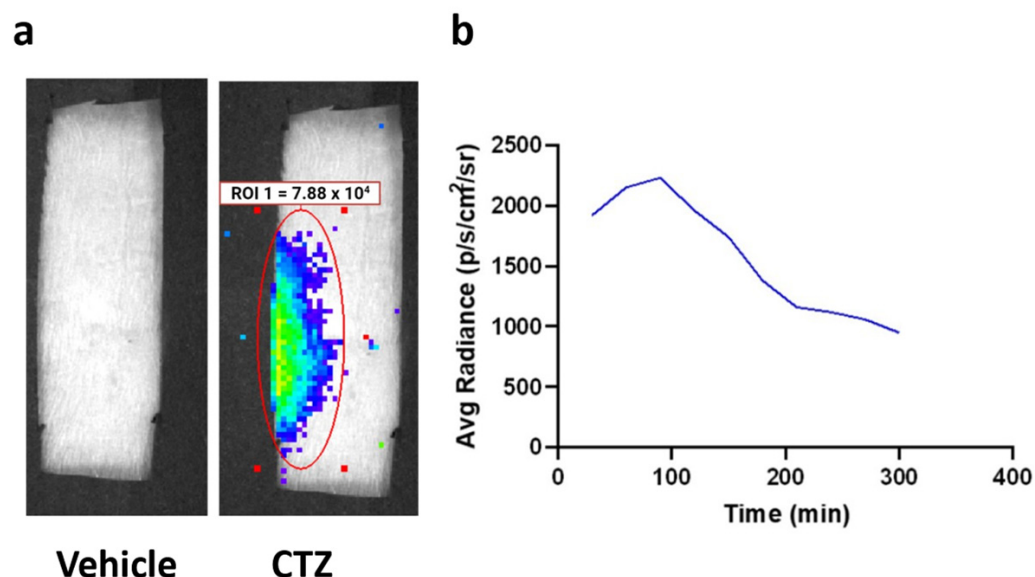 a
b
ROI 1 = 7.88 x 10⁴
Vehicle
CTZ
Avg Radiance (p/s/cm²/sr)
2500
2000
1500
1000
500
0
0 100 200 300 400
Time (min)